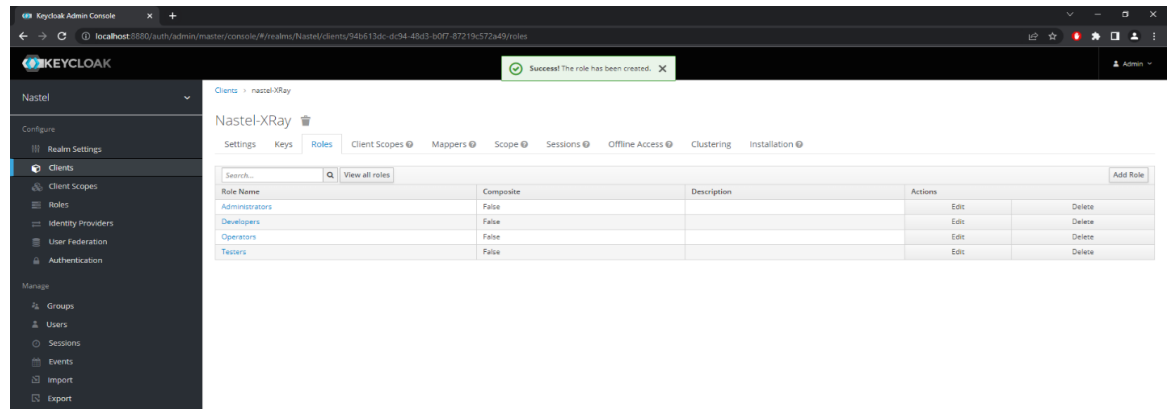 Keycloak Admin Console
localhost:8880/auth/admin/master/console/#/realms/Nastel/clients/94b613dc-dc94-48d3-b0f7-87219c572a49/roles
KEYCLOAK
Success! The role has been created.
Admin
Nastel
Configure
Realm Settings
Clients
Client Scopes
Roles
Identity Providers
User Federation
Authentication
Manage
Groups
Users
Sessions
Events
Import
Export
Clients > nastel-XRay
Nastel-XRay
Settings Keys Roles Client Scopes Mappers Scope Sessions Offline Access Clustering Installation
Search... View all roles Add Role
Role Name Composite Description Actions
Administrators False Edit Delete
Developers False Edit Delete
Operators False Edit Delete
Testers False Edit Delete